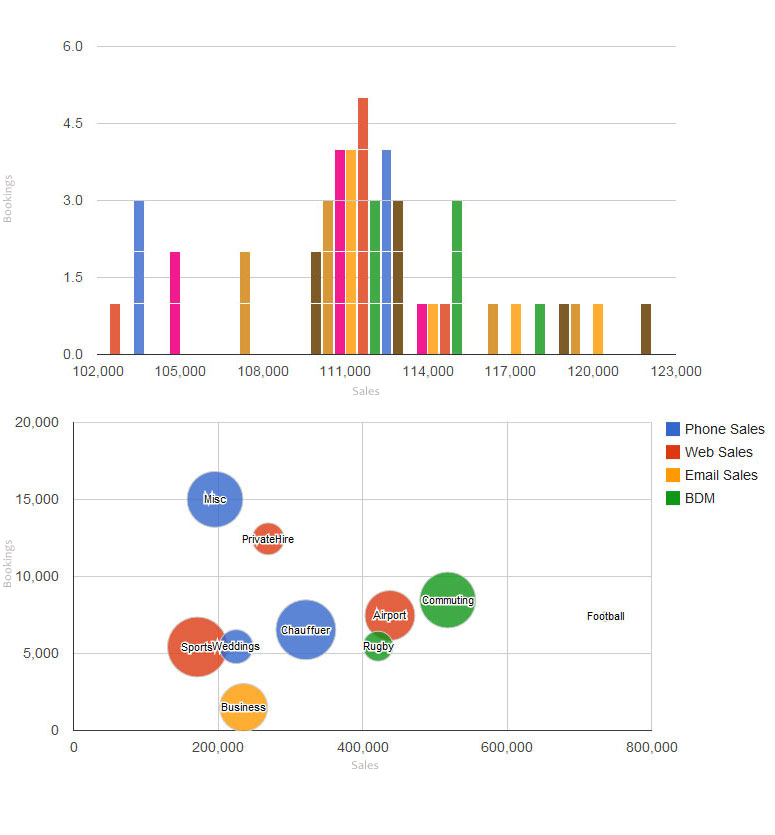 6.0
4.5
3.0
1.5
0.0
Bookings
102,000 105,000 108,000 111,000 114,000 117,000 120,000 123,000
Sales
20,000
15,000
10,000
5,000
0
Bookings
Misc
PrivateHire
Commuting
Airport
Football
Chauffuer
Sports
Weddings
Rugby
Business
0 200,000 400,000 600,000 800,000
Sales
Phone Sales
Web Sales
Email Sales
BDM